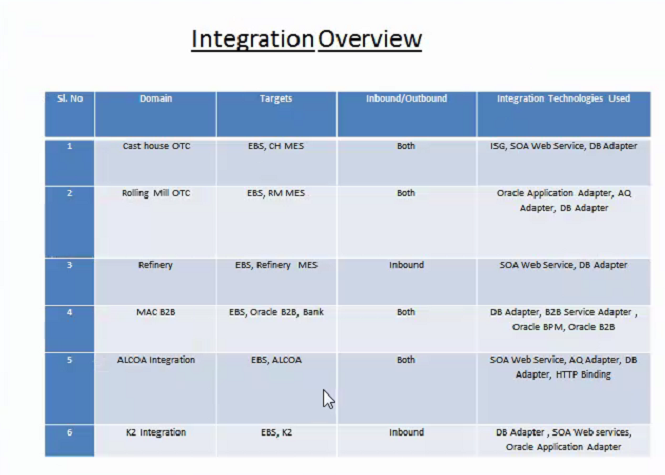 Integration Overview
Sl. No Domain Targets Inbound/Outbound Integration Technologies Used
1 Cast house OTC EBS, CH MES Both ISG, SOA Web Service, DB Adapter
2 Rolling Mill OTC EBS, RM MES Both Oracle Application Adapter, AQ
Adapter, DB Adapter
3 Refinery EBS, Refinery MES Inbound SOA Web Service, DB Adapter
4 MAC B2B EBS, Oracle B2B, Bank Both DB Adapter, B2B Service Adapter ,
Oracle BPM, Oracle B2B
5 ALCOA Integration EBS, ALCOA Both SOA Web Service, AQ Adapter, DB
Adapter, HTTP Binding
6 K2 Integration EBS, K2 Inbound DB Adapter , SOA Web services,
Oracle Application Adapter